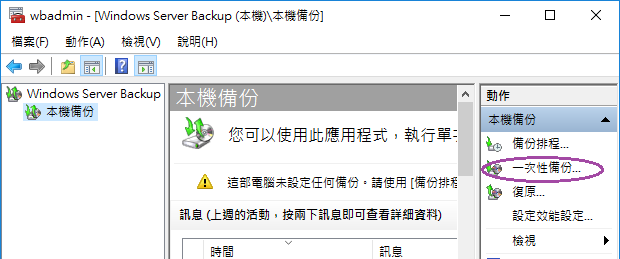 wbadmin - [Windows Server Backup (本機)\本機備份]
檔案(F) 動作(A) 檢視(V) 說明(H)
Windows Server Backup
本機備份
本機備份
您可以使用此應用程式，執行單
這部電腦未設定任何備份。請使用 [備份排程
訊息 (上週的活動，按兩下訊息即可查看詳細資料)
時間 訊息
動作
本機備份
備份排程...
一次性備份...
復原...
設定效能設定...
檢視